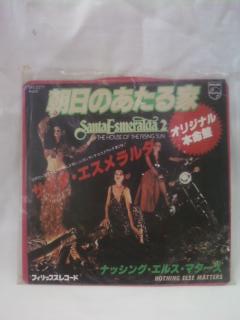 朝日のあたる家
Santa Esmeralda 2
THE HOUSE OF THE RISING SUN
PHILIPS
オリジナル
本命盤
サンタ・エスメラルダ
ナッシング・エルス・マターズ
NOTHING ELSE MATTERS
フィリップスレコード